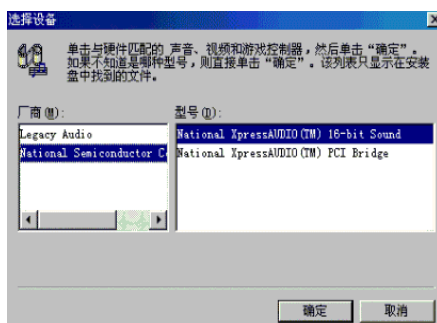 选择设备
单击与硬件匹配的 声音、视频和游戏控制器，然后单击“确定”。
如果不知道是哪种型号，则直接单击“确定”。该列表只显示在安装
盘中找到的文件。
厂商(M):
型号(D):
Legacy Audio
National Semiconductor Co
National XpressAUDIO(TM) 16-bit Sound
National XpressAUDIO(TM) PCI Bridge
确定
取消